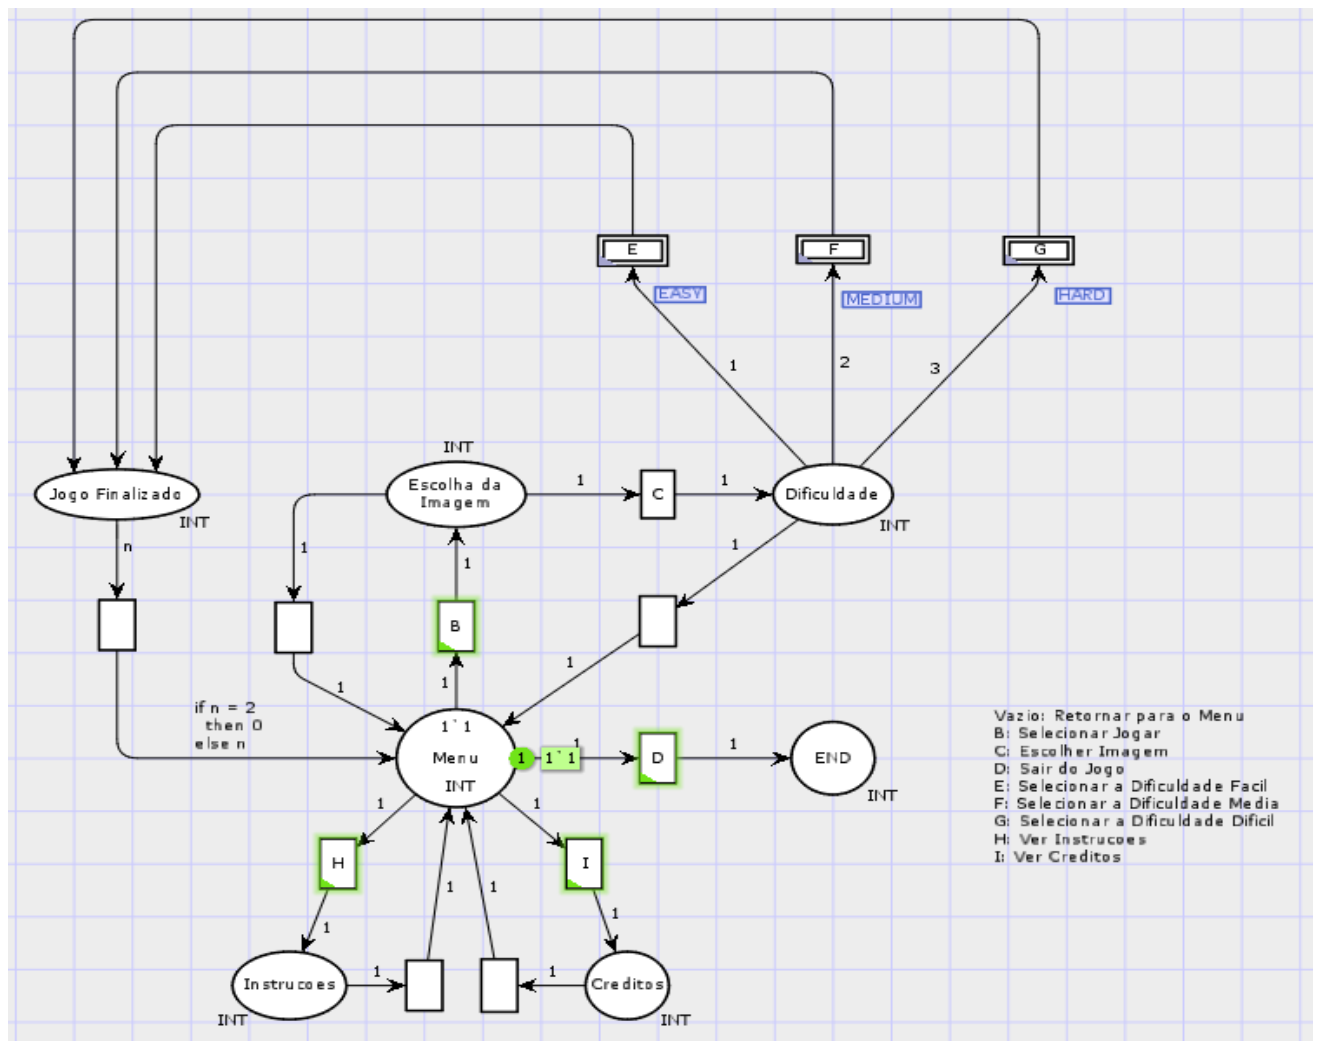 E
F
G
EASY
MEDIUM
HARD
1
2
3
INT
Jogo Finalizado
INT
Escolha da
Imagem
1
C
1
Dificuldade
INT
n
1
1
1
B
1
1
1
1
if n = 2
then 0
else n
1`1
Menu
INT
1
1`1
1
D
1
END
INT
Vazio: Retornar para o Menu
B: Selecionar Jogar
C: Escolher Imagem
D: Sair do Jogo
E: Selecionar a Dificuldade Facil
F: Selecionar a Dificuldade Media
G: Selecionar a Dificuldade Dificil
H: Ver Instrucoes
I: Ver Creditos
1
1
H
I
1
1
1
1
Instrucoes
1
1
Creditos
INT
INT